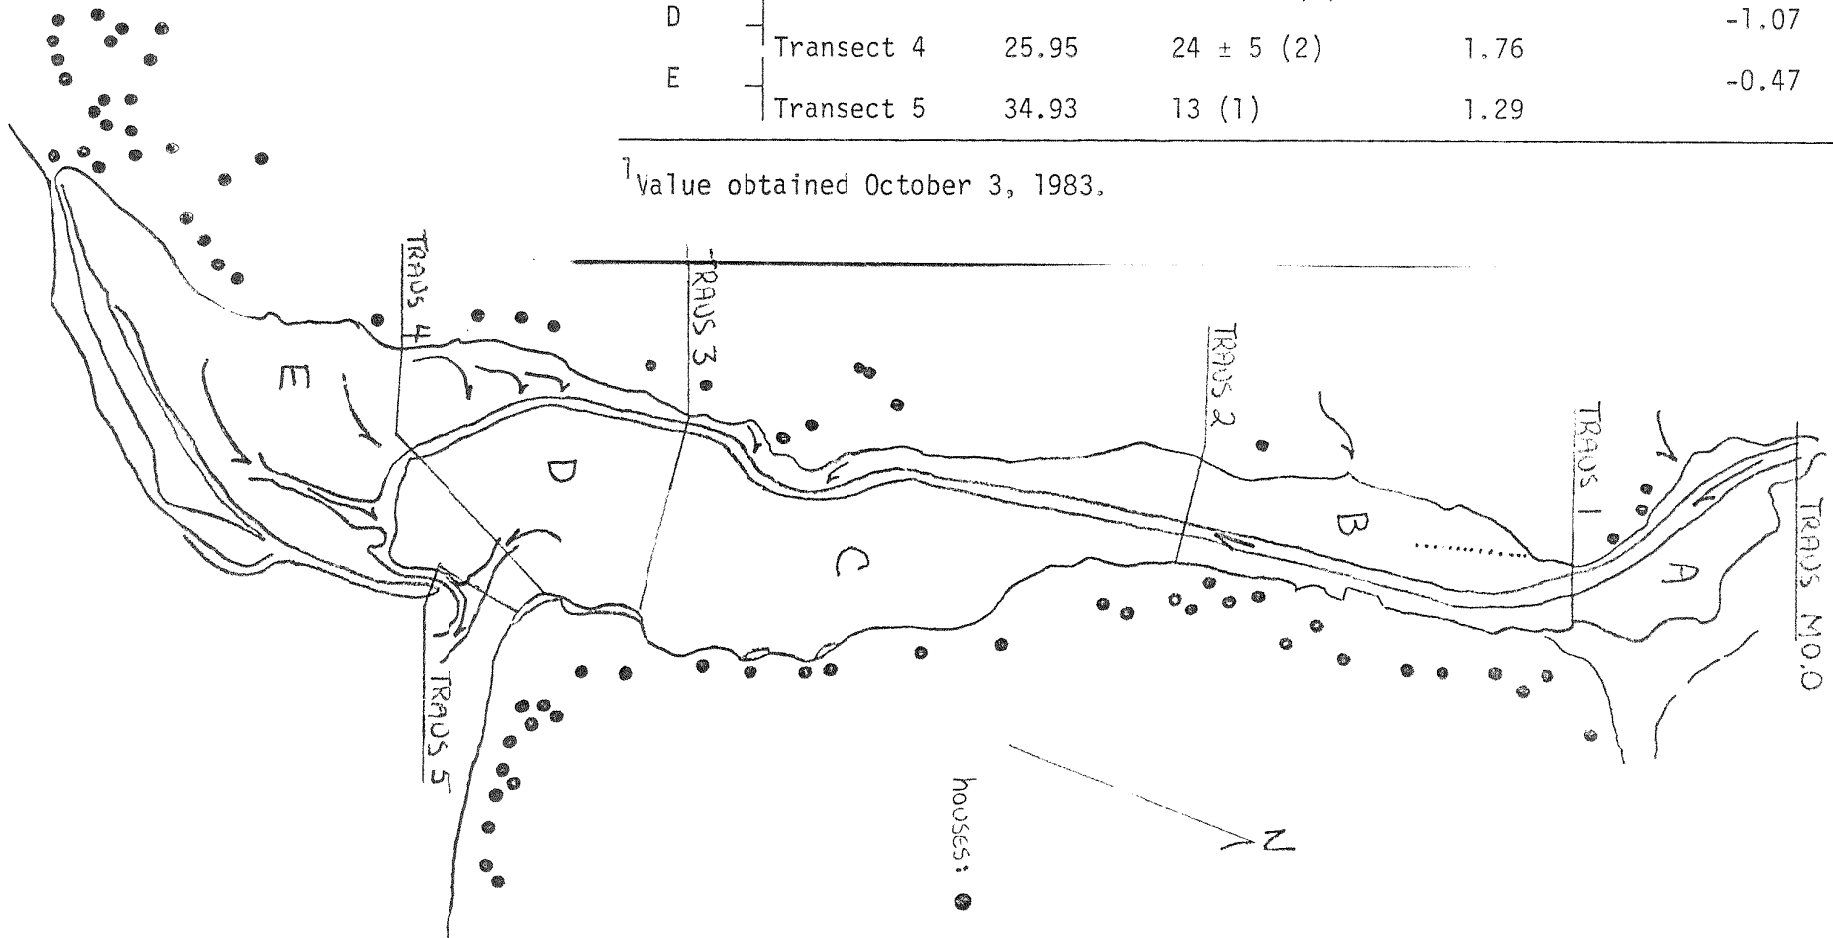 D -1.07
Transect 4 25.95 24 ± 5 (2) 1.76
E -0.47
Transect 5 34.93 13 (1) 1.29
1Value obtained October 3, 1983.
TRANS 4
TRANS 3
TRANS 2
TRANS 1
TRANS M0.0
E
D
C
B
A
TRANS 5
houses:
N